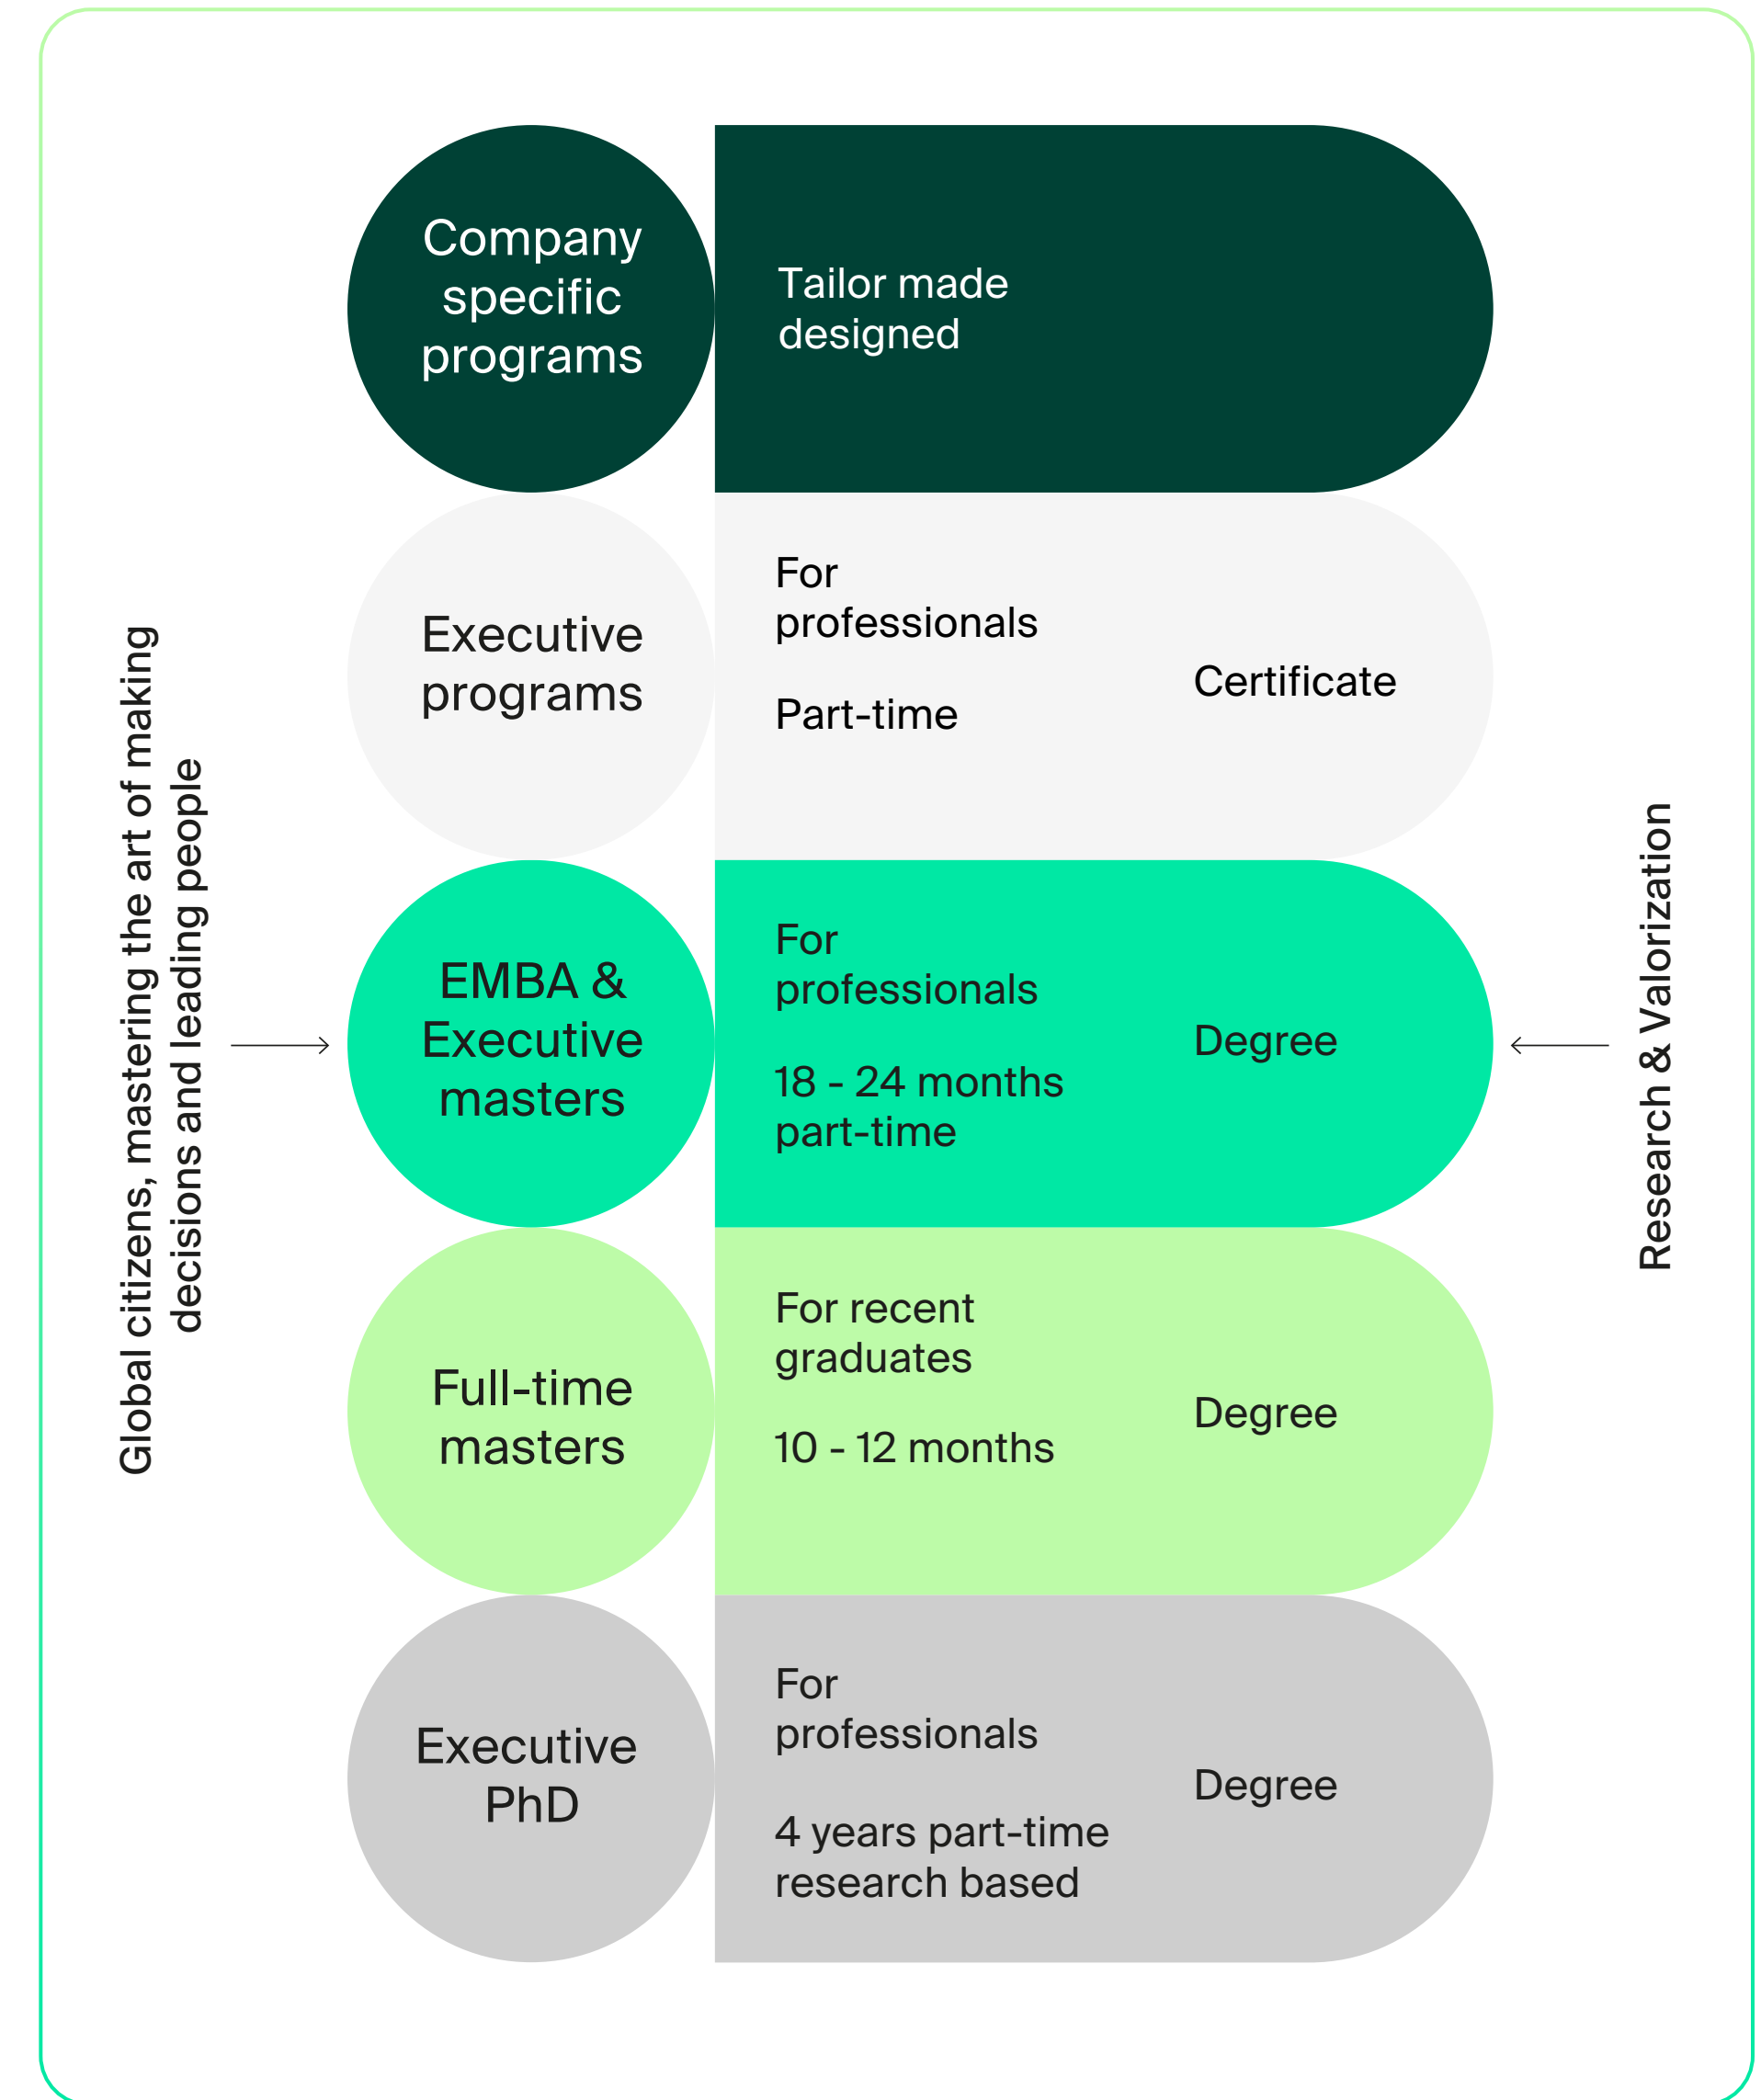 Global citizens, mastering the art of making
decisions and leading people
Company
specific
programs
Tailor made
designed
Executive
programs
For
professionals
Part-time
Certificate
EMBA &
Executive
masters
For
professionals
18 - 24 months
part-time
Degree
Full-time
masters
For recent
graduates
10 - 12 months
Degree
Executive
PhD
For
professionals
4 years part-time
research based
Degree
Research & Valorization